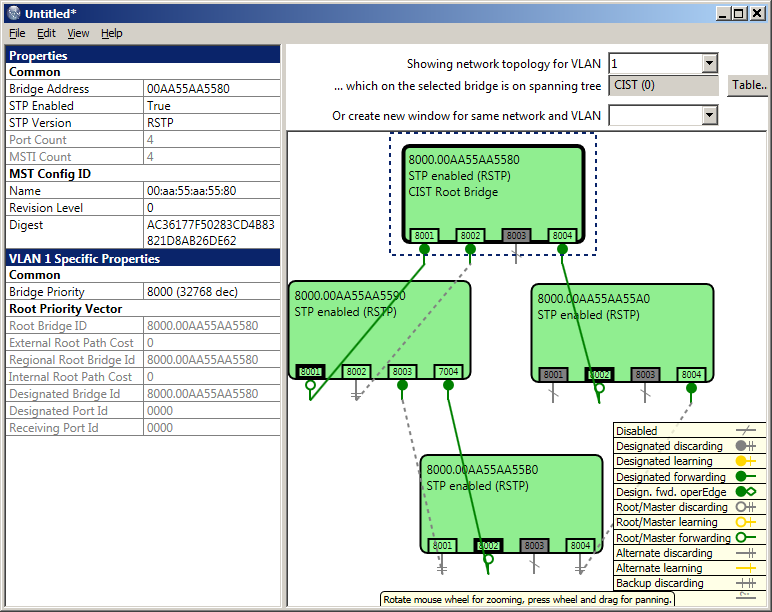 Untitled*
File Edit View Help
Properties
Common
Bridge Address 00AA55AA5580
STP Enabled True
STP Version RSTP
Port Count 4
MSTI Count 4
MST Config ID
Name 00:aa:55:aa:55:80
Revision Level 0
Digest AC36177F50283CD4B83
821D8AB26DE62
VLAN 1 Specific Properties
Common
Bridge Priority 8000 (32768 dec)
Root Priority Vector
Root Bridge ID 8000.00AA55AA5580
External Root Path Cost 0
Regional Root Bridge Id 8000.00AA55AA5580
Internal Root Path Cost 0
Designated Bridge Id 8000.00AA55AA5580
Designated Port Id 0000
Receiving Port Id 0000
Showing network topology for VLAN 1
... which on the selected bridge is on spanning tree CIST (0) Table..
Or create new window for same network and VLAN
8000.00AA55AA5580
STP enabled (RSTP)
CIST Root Bridge
8001 8002 8003 8004
8000.00AA55AA5590
STP enabled (RSTP)
8001 8002 8003 7004
8000.00AA55AA55A0
STP enabled (RSTP)
8001 8002 8003 8004
8000.00AA55AA55B0
STP enabled (RSTP)
8001 8002 8003 8004
Disabled
Designated discarding
Designated learning
Designated forwarding
Design. fwd. operEdge
Root/Master discarding
Root/Master learning
Root/Master forwarding
Alternate discarding
Alternate learning
Backup discarding
Rotate mouse wheel for zooming, press wheel and drag for panning.